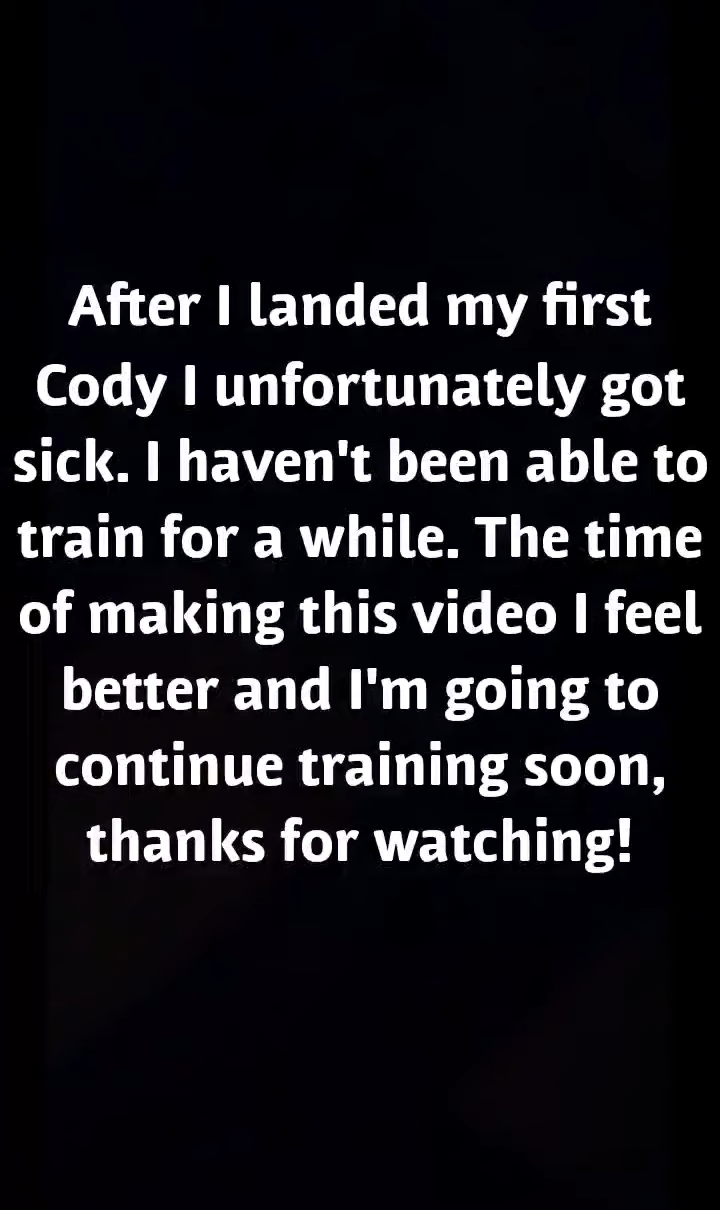 After I landed my first
Cody I unfortunately got
sick. I haven't been able to
train for a while. The time
of making this video I feel
better and I'm going to
continue training soon,
thanks for watching!